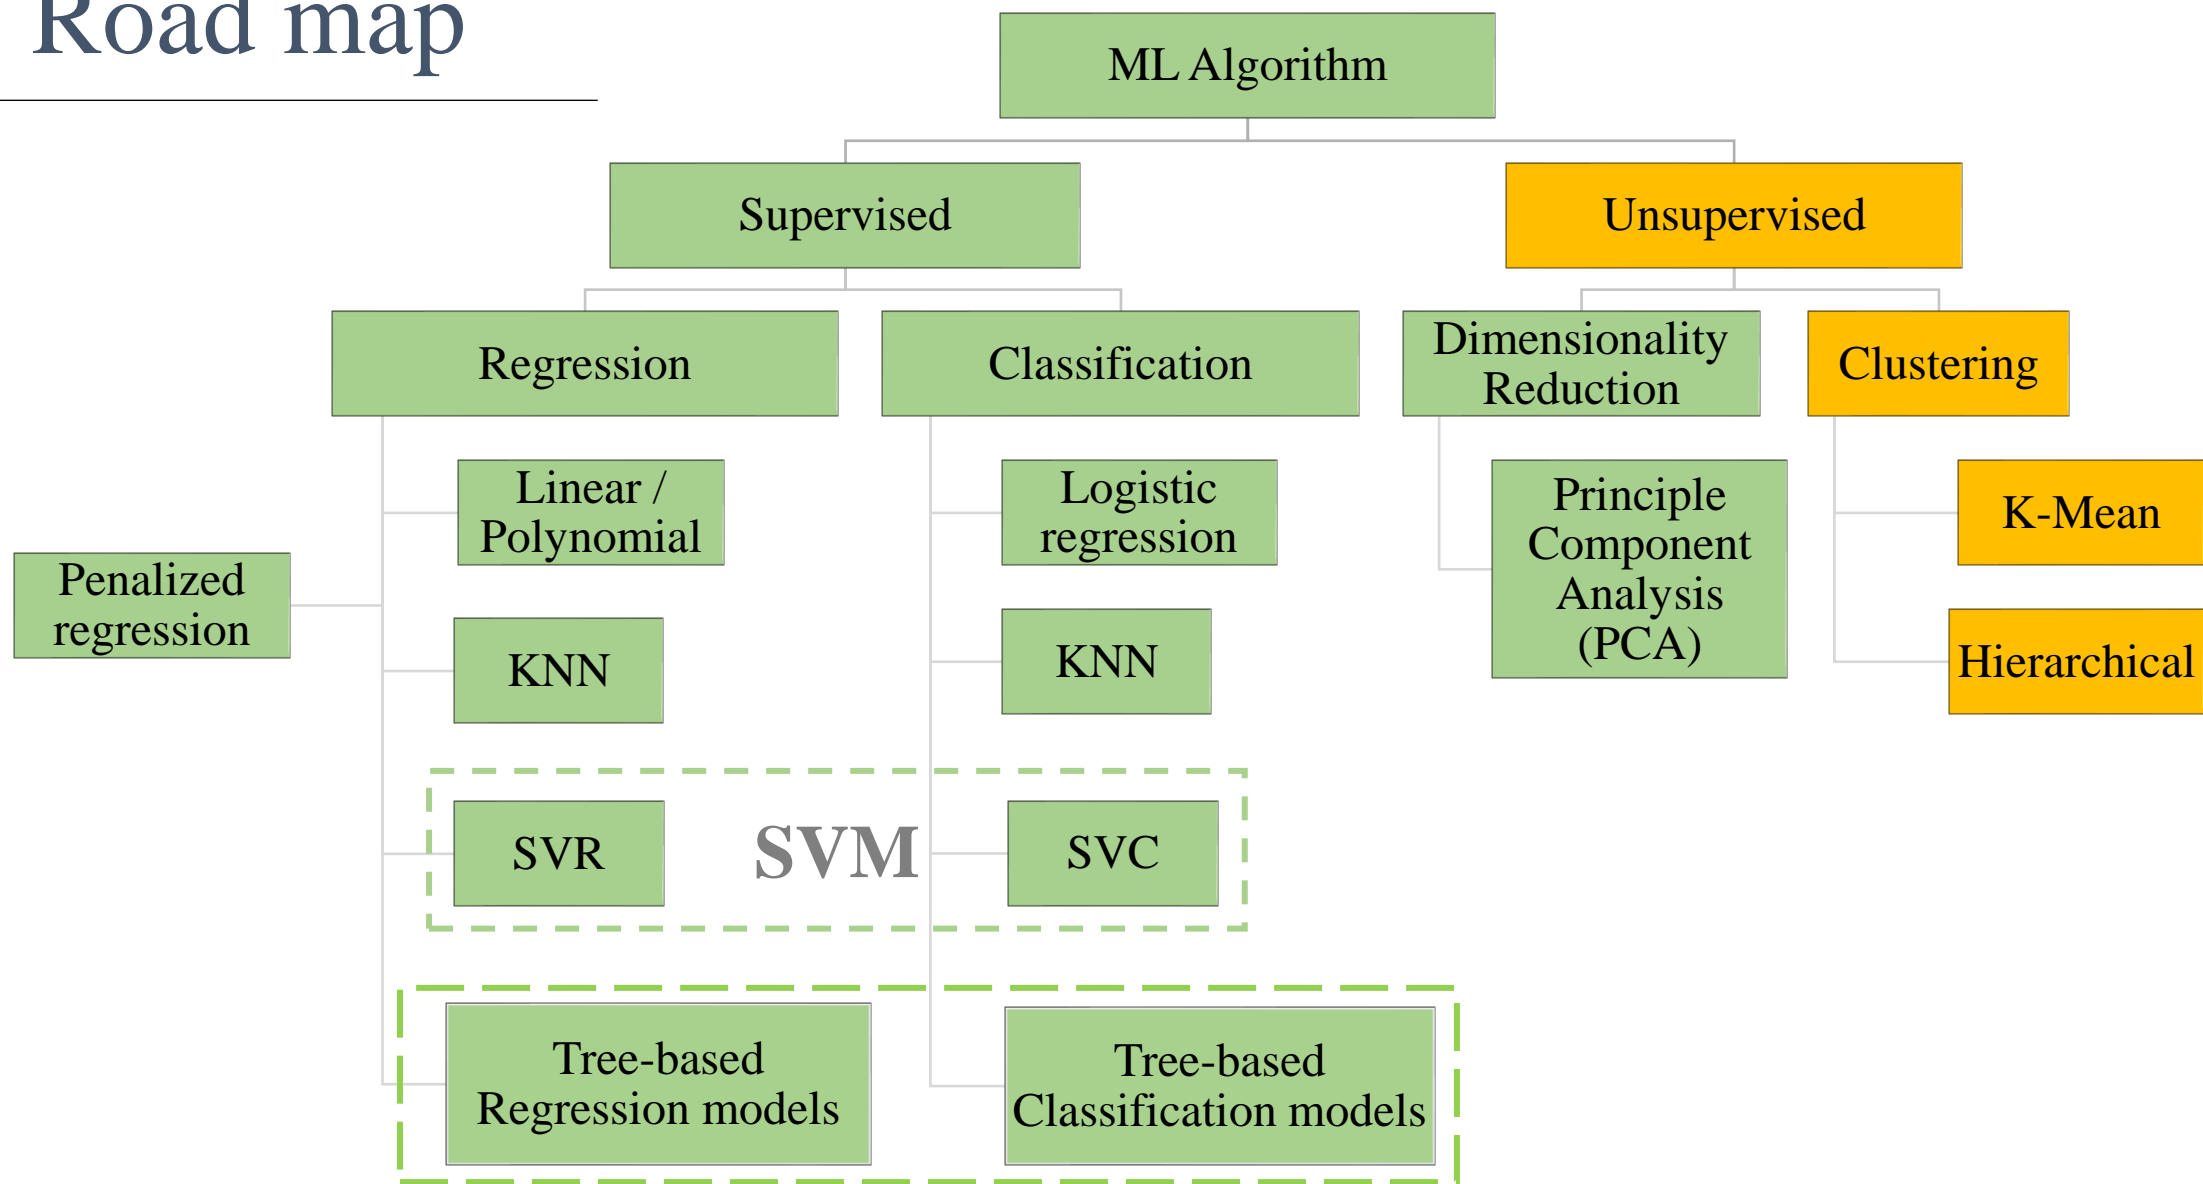 Road map
ML Algorithm
Supervised
Unsupervised
Regression
Classification
Dimensionality
Reduction
Clustering
Linear /
Polynomial
Logistic
regression
Principle
Component
Analysis
(PCA)
K-Mean
Penalized
regression
KNN
KNN
Hierarchical
SVR
SVM
SVC
Tree-based
Regression models
Tree-based
Classification models